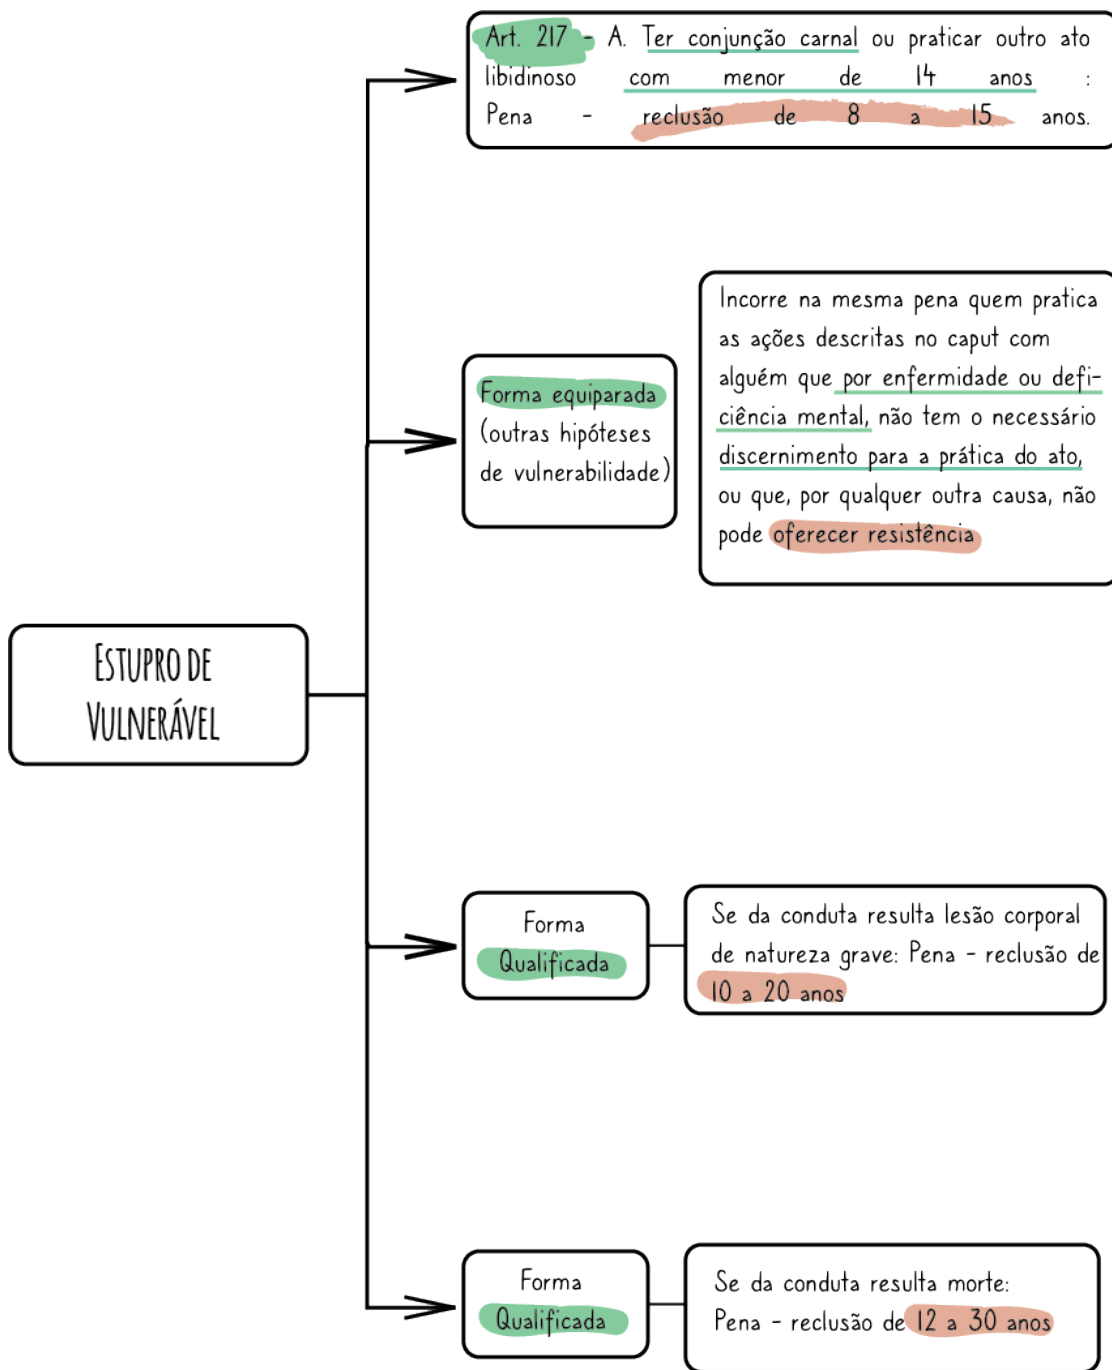 Art. 217 - A. Ter conjunção carnal ou praticar outro ato
libidinoso com menor de 14 anos :
Pena - reclusão de 8 a 15 anos.
Forma equiparada
(outras hipóteses
de vulnerabilidade)
Incorre na mesma pena quem pratica
as ações descritas no caput com
alguém que por enfermidade ou defi-
ciência mental, não tem o necessário
discernimento para a prática do ato,
ou que, por qualquer outra causa, não
pode oferecer resistência
ESTUPRO DE
VULNERÁVEL
Forma
Qualificada
Se da conduta resulta lesão corporal
de natureza grave: Pena - reclusão de
10 a 20 anos
Forma
Qualificada
Se da conduta resulta morte:
Pena - reclusão de 12 a 30 anos